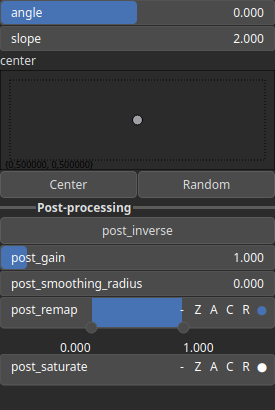 angle 0.000
slope 2.000
center
(0.500000, 0.500000)
Center Random
Post-processing
post_inverse
post_gain 1.000
post_smoothing_radius 0.000
post_remap - Z A C R
0.000 1.000
post_saturate - Z A C R